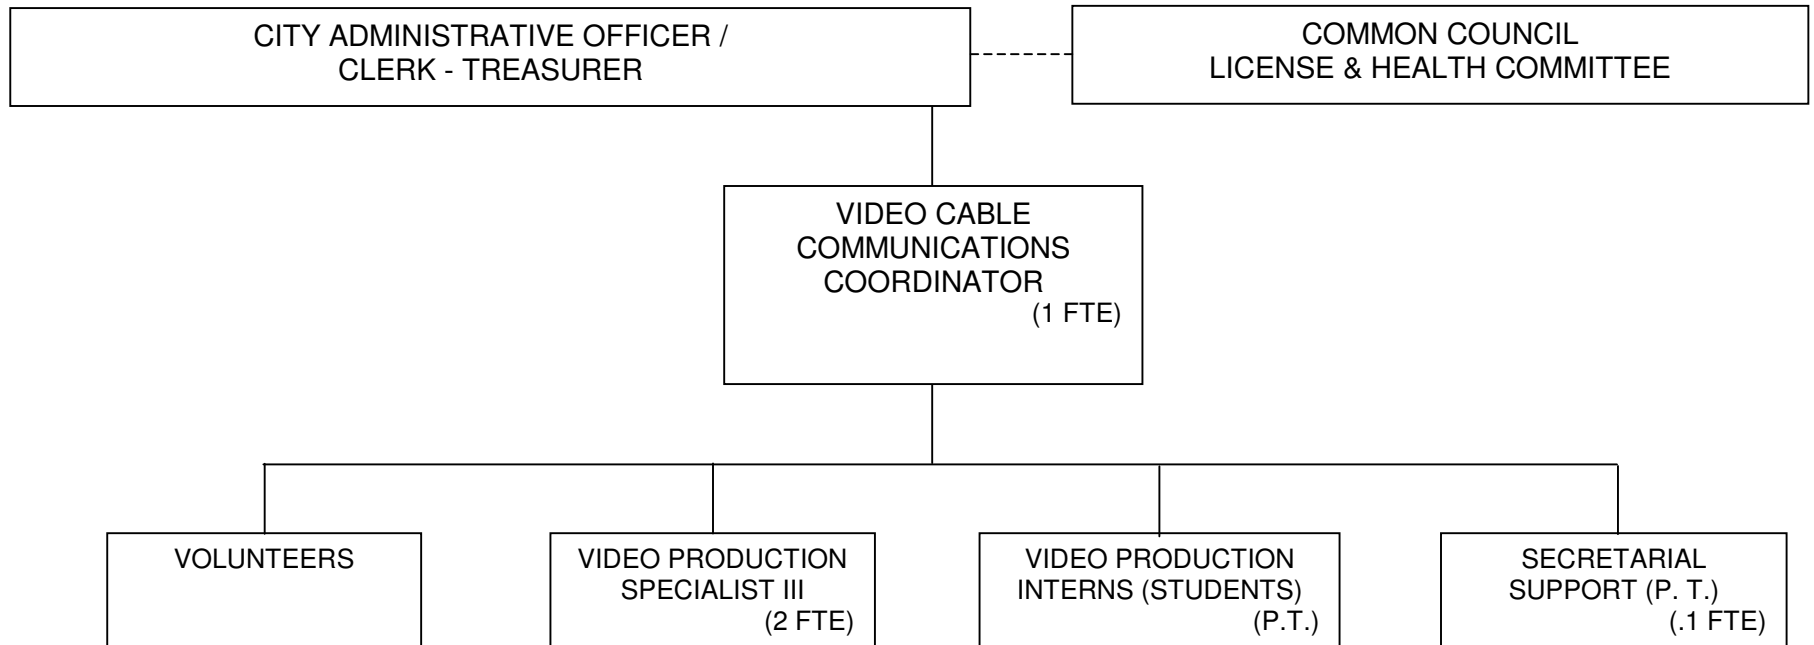 CITY ADMINISTRATIVE OFFICER /
CLERK - TREASURER
COMMON COUNCIL
LICENSE & HEALTH COMMITTEE
VIDEO CABLE
COMMUNICATIONS
COORDINATOR
(1 FTE)
VOLUNTEERS
VIDEO PRODUCTION
SPECIALIST III
(2 FTE)
VIDEO PRODUCTION
INTERNS (STUDENTS)
(P.T.)
SECRETARIAL
SUPPORT (P. T.)
(.1 FTE)